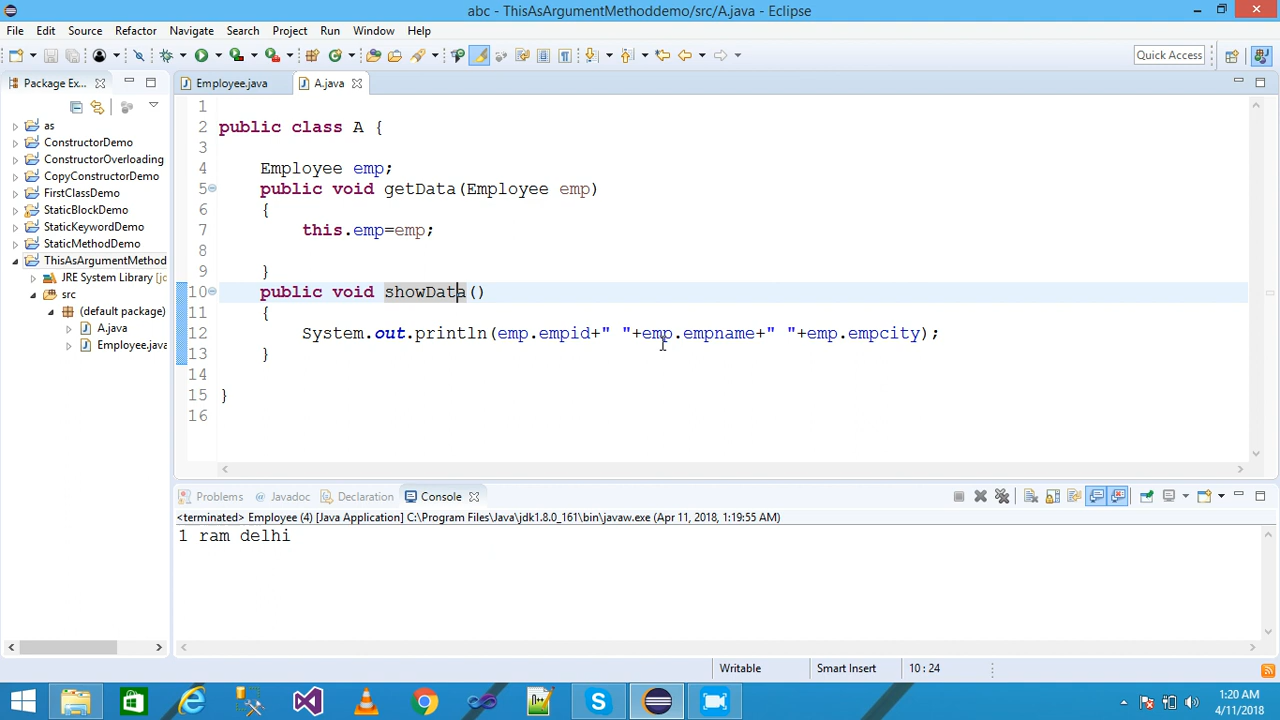 abc - ThisAsArgumentMethoddemo/src/A.java - Eclipse
File Edit Source Refactor Navigate Search Project Run Window Help
Quick Access
Package Ex...
Employee.java
A.java
as
ConstructorDemo
ConstructorOverloading
CopyConstructorDemo
FirstClassDemo
StaticBlockDemo
StaticKeywordDemo
StaticMethodDemo
ThisAsArgumentMethod
JRE System Library [jc
src
(default package)
A.java
Employee.java
1
2 public class A {
3
4 Employee emp;
5 public void getData(Employee emp)
6 {
7 this.emp=emp;
8
9 }
10 public void showData()
11 {
12 System.out.println(emp.empid+" "+emp.empname+" "+emp.empcity);
13 }
14
15 }
16
Problems Javadoc Declaration Console
<terminated> Employee (4) [Java Application] C:\Program Files\Java\jdk1.8.0_161\bin\javaw.exe (Apr 11, 2018, 1:19:55 AM)
1 ram delhi
Writable Smart Insert 10 : 24
1:20 AM
4/11/2018